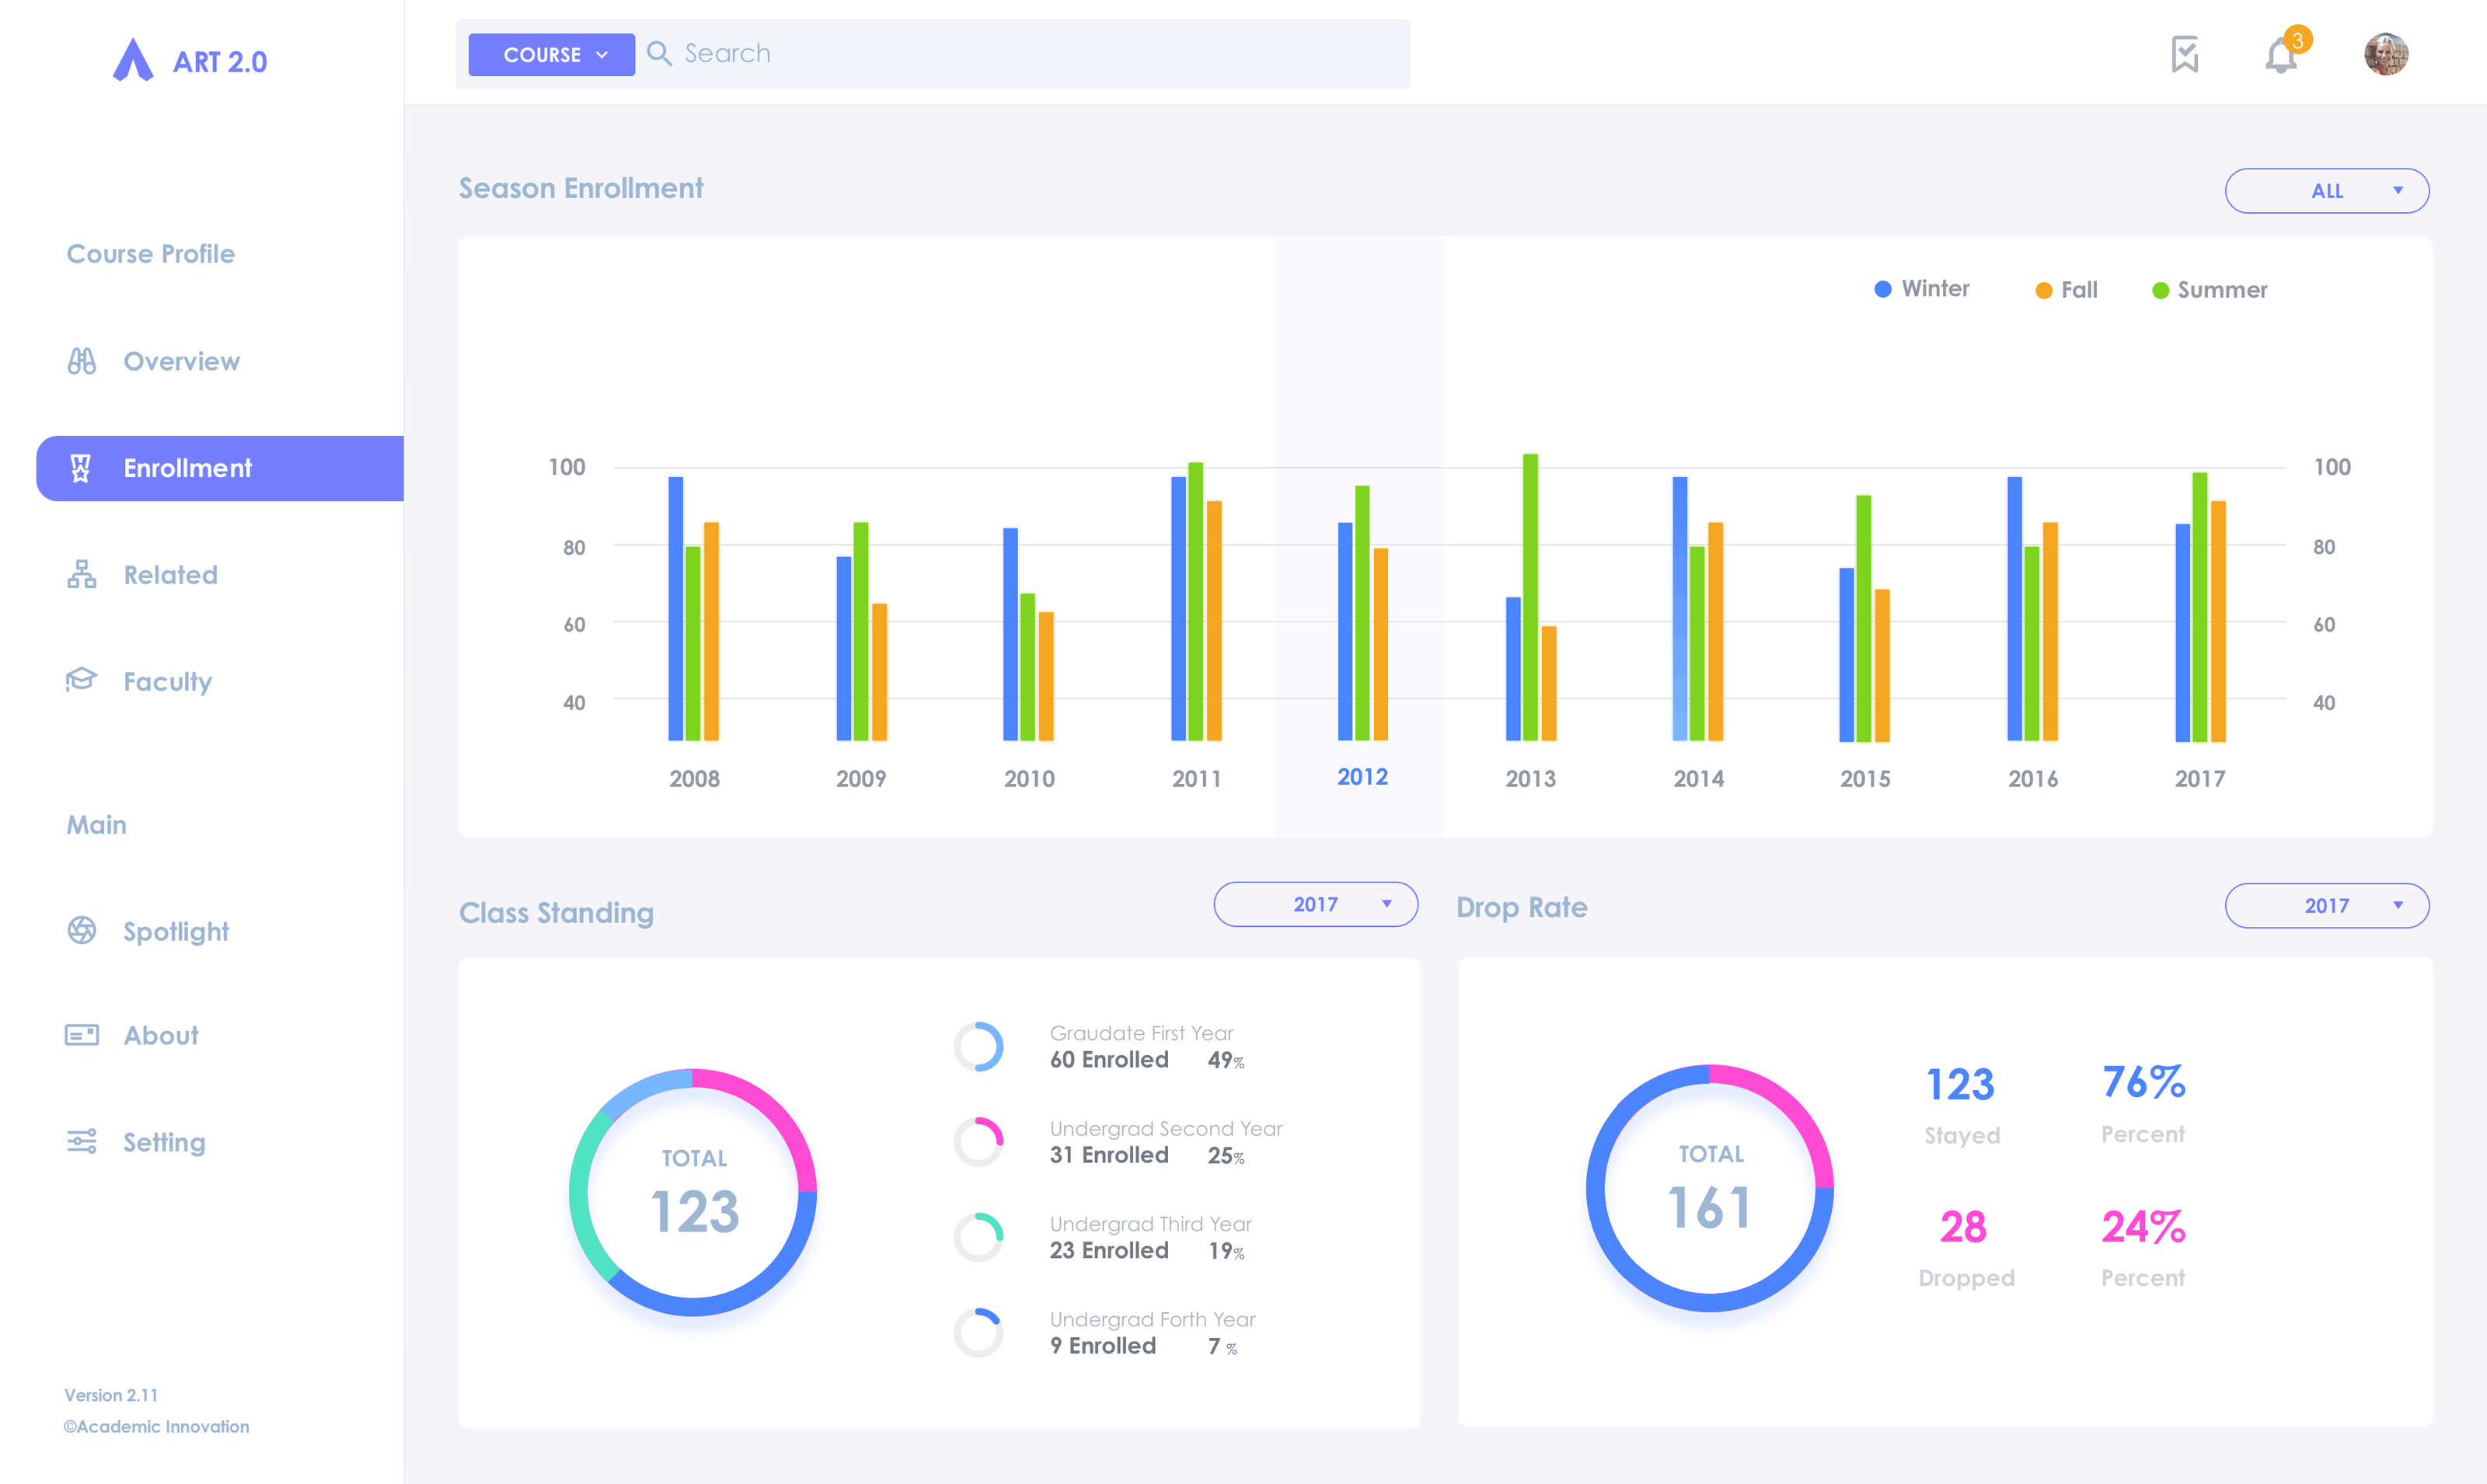 ART 2.0
COURSE
Search
3
Course Profile
Overview
Enrollment
Related
Faculty
Main
Spotlight
About
Setting
Version 2.11
©Academic Innovation
Season Enrollment
ALL
Winter
Fall
Summer
100
100
80
80
60
60
40
40
2008
2009
2010
2011
2012
2013
2014
2015
2016
2017
Class Standing
2017
TOTAL
123
Graudate First Year
60 Enrolled 49%
Undergrad Second Year
31 Enrolled 25%
Undergrad Third Year
23 Enrolled 19%
Undergrad Forth Year
9 Enrolled 7 %
Drop Rate
2017
TOTAL
161
123
Stayed
76%
Percent
28
Dropped
24%
Percent